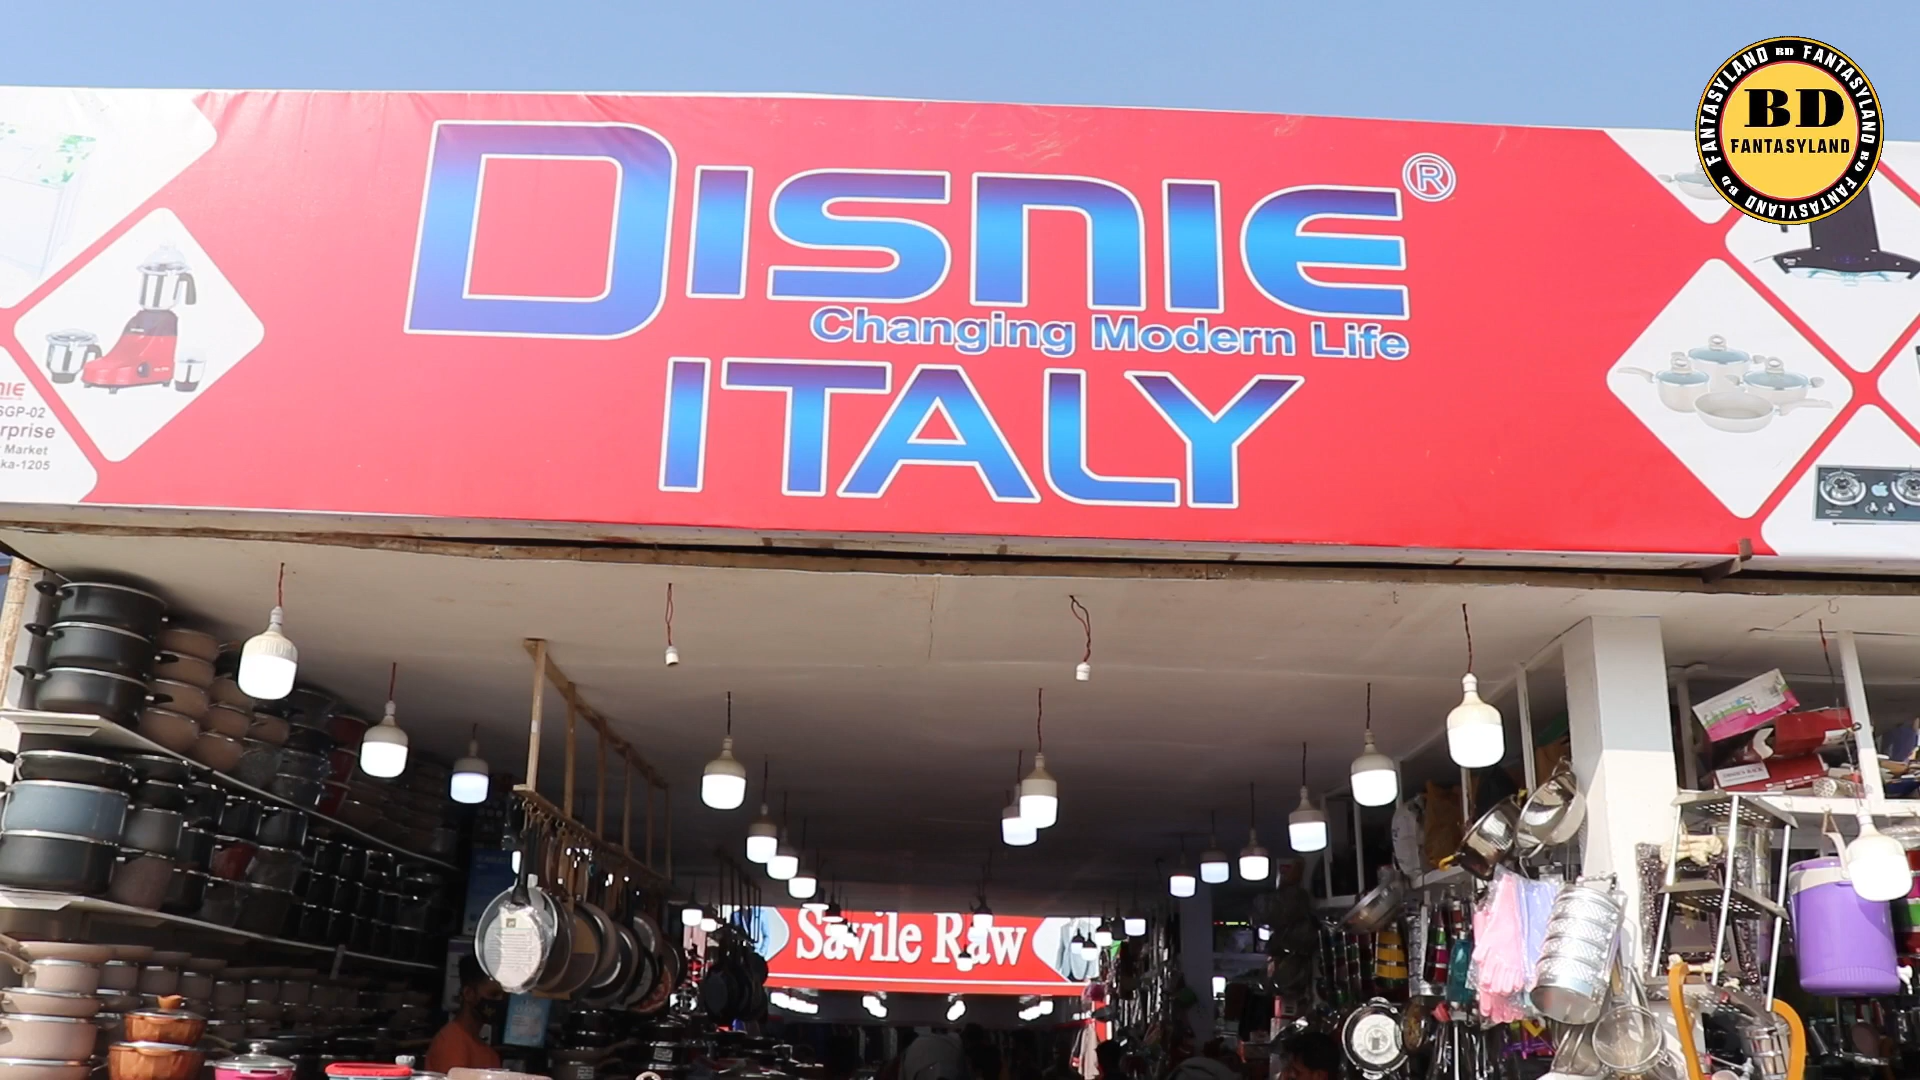 DISNIE ®
Changing Modern Life
ITALY
NIE
SGP-02
rprise
Market
ka-1205
Savile Raw
BD
FANTASYLAND
FANTASYLAND BD FANTASYLAND BD FANTASYLAND BD